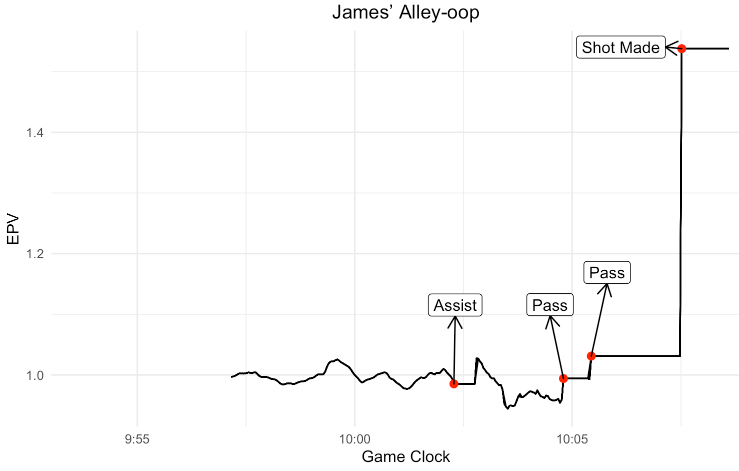 James’ Alley-oop
Shot Made
1.4
EPV
1.2
Pass
Assist
Pass
1.0
9:55
10:00
10:05
Game Clock